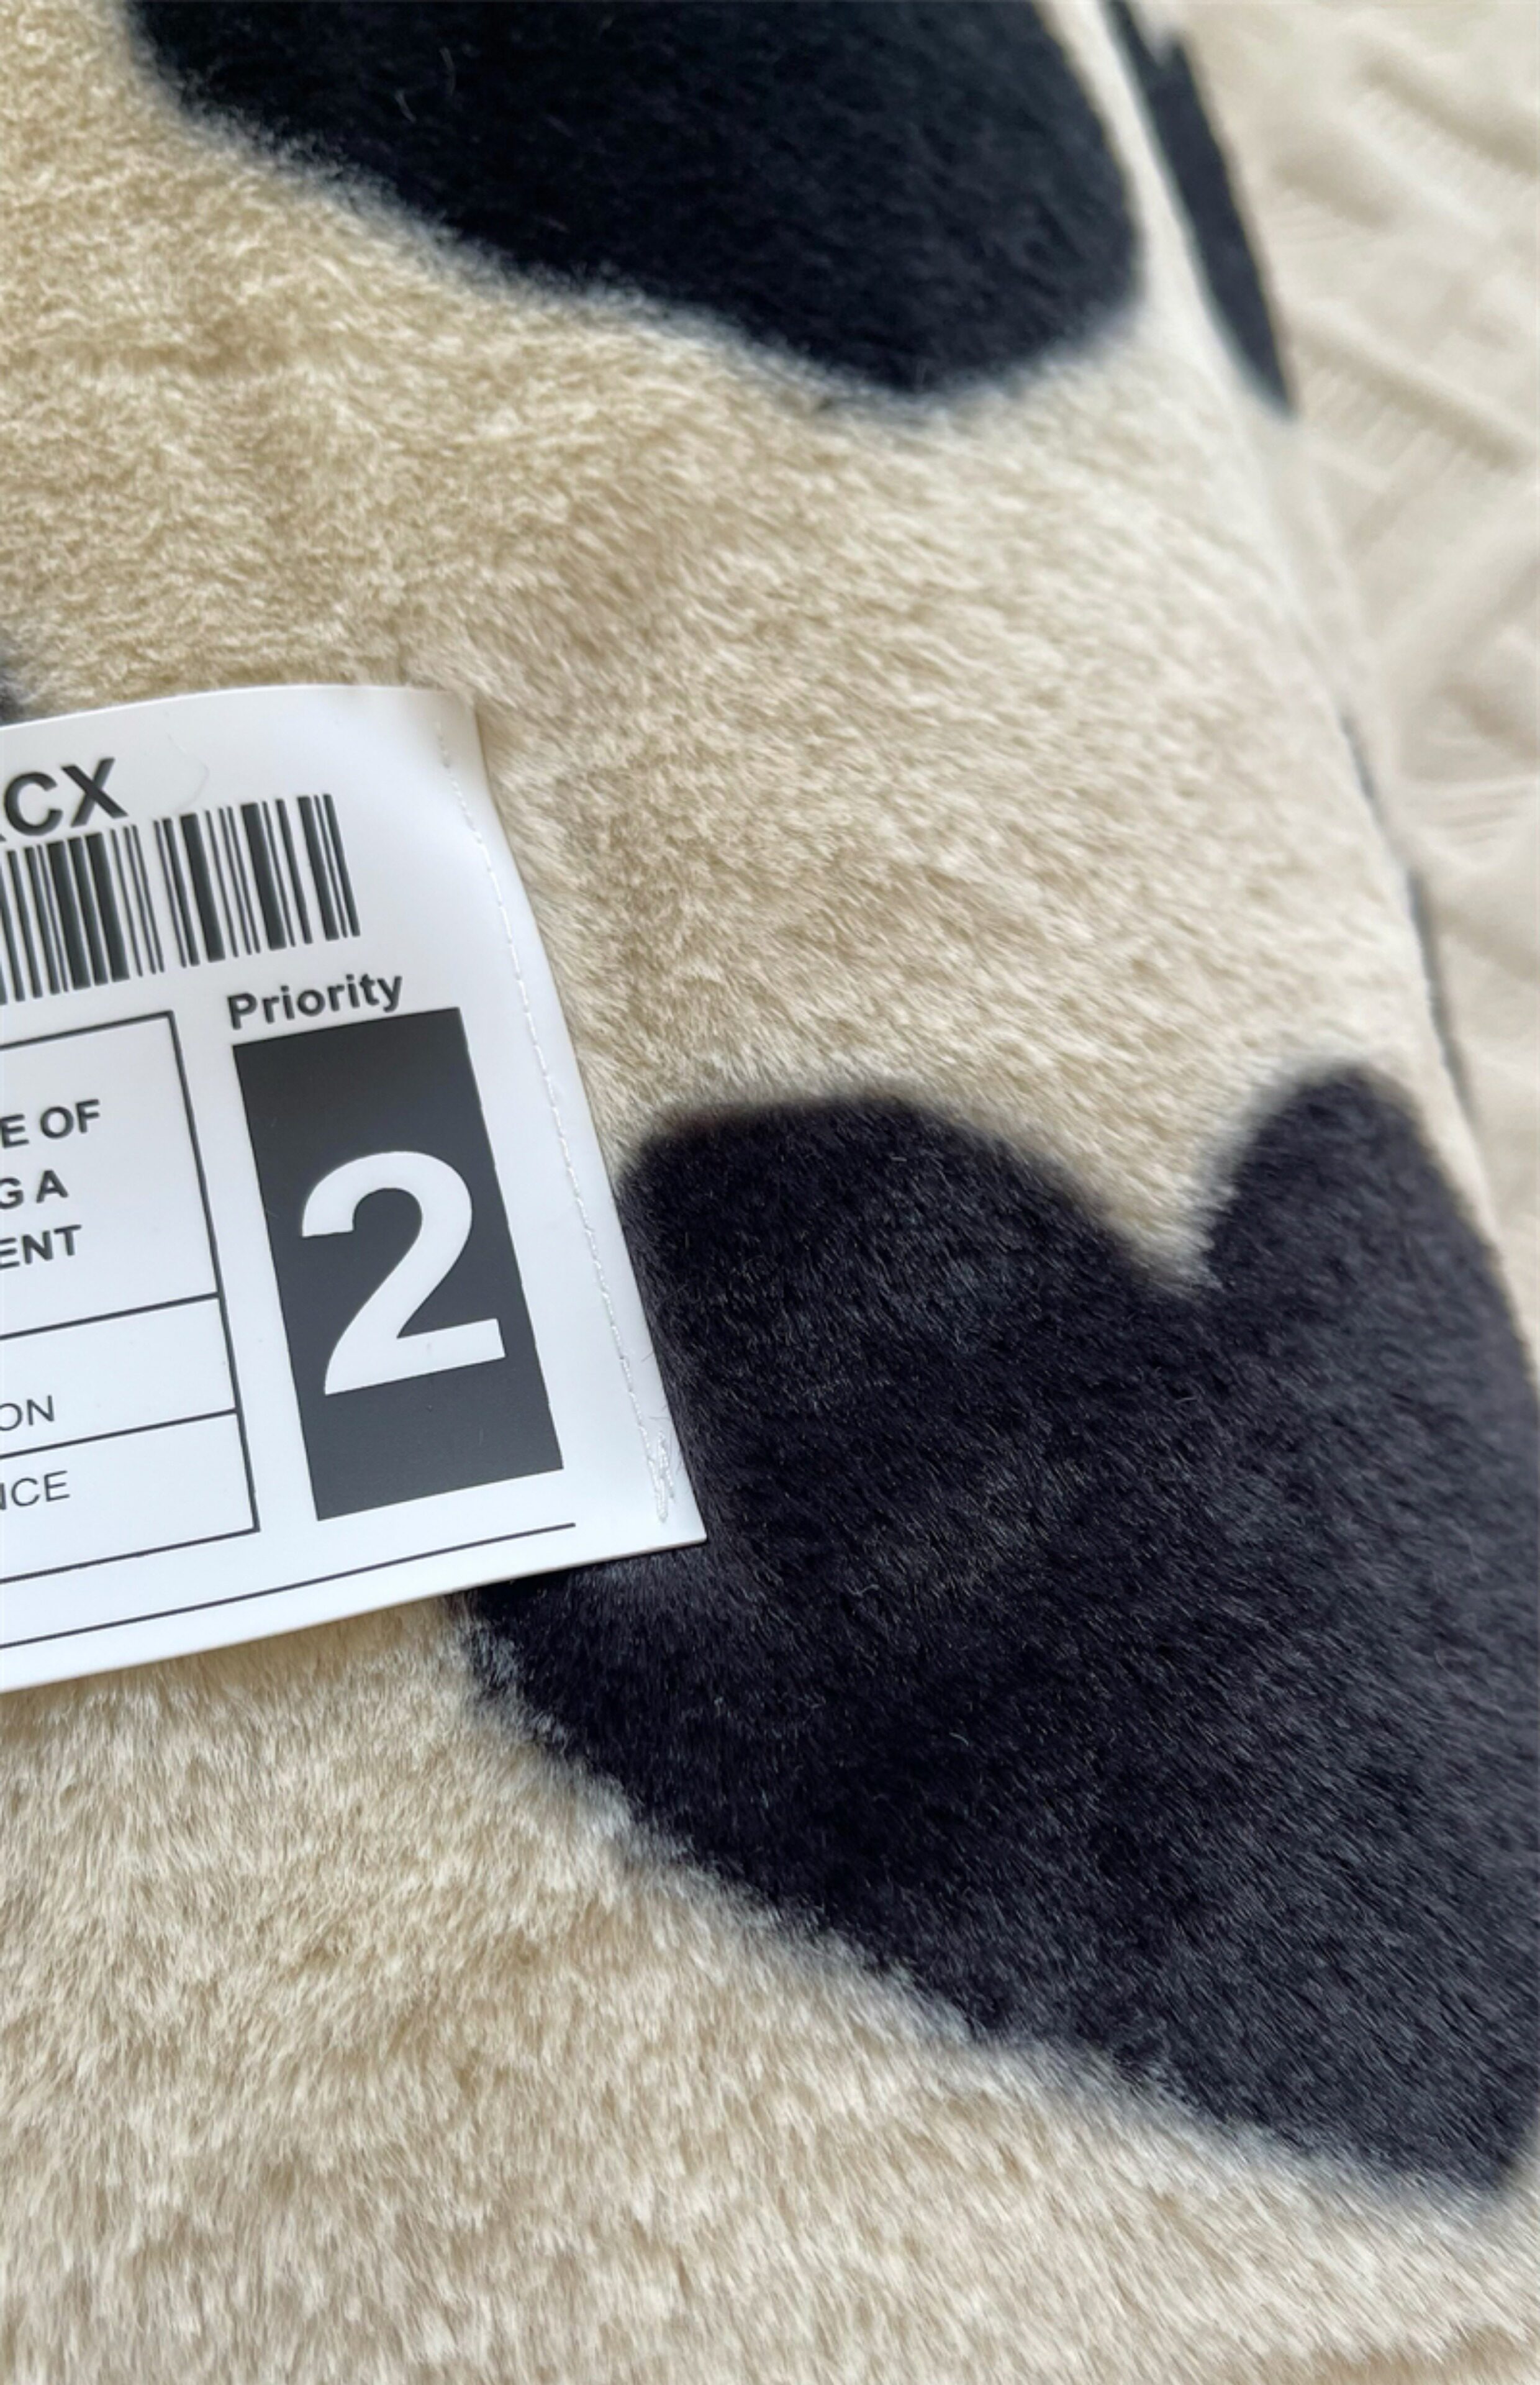 CX
Priority
2
E OF
G A
ENT
ON
NCE